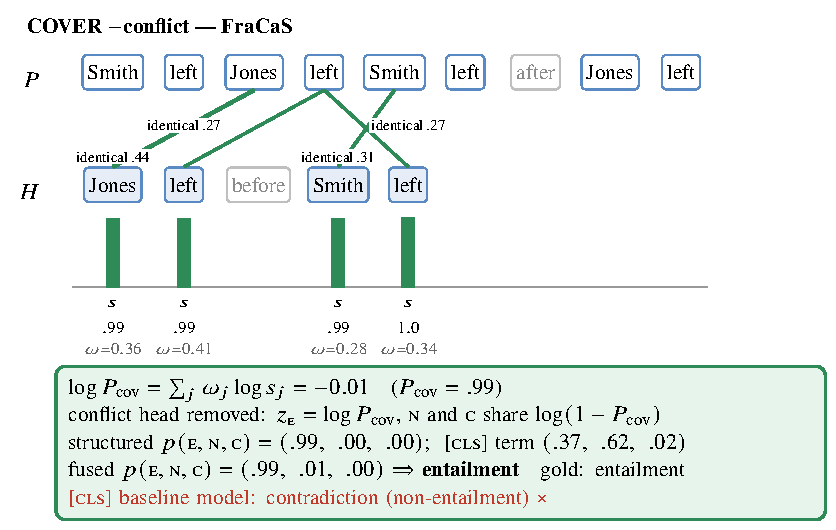 COVER −conflict — FraCaS
P Smith left Jones left Smith left after Jones left
identical .27 identical .27
identical .44 identical .31
H Jones left before Smith left
s s s s
.99 .99 .99 1.0
ω=0.36 ω=0.41 ω=0.28 ω=0.34
log P_cov = ∑_j ω_j log s_j = −0.01 (P_cov = .99)
conflict head removed: z_E = log P_cov, N and C share log(1 − P_cov)
structured p(E, N, C) = (.99, .00, .00); [CLS] term (.37, .62, .02)
fused p(E, N, C) = (.99, .01, .00) ⟹ entailment gold: entailment
[CLS] baseline model: contradiction (non-entailment) ×